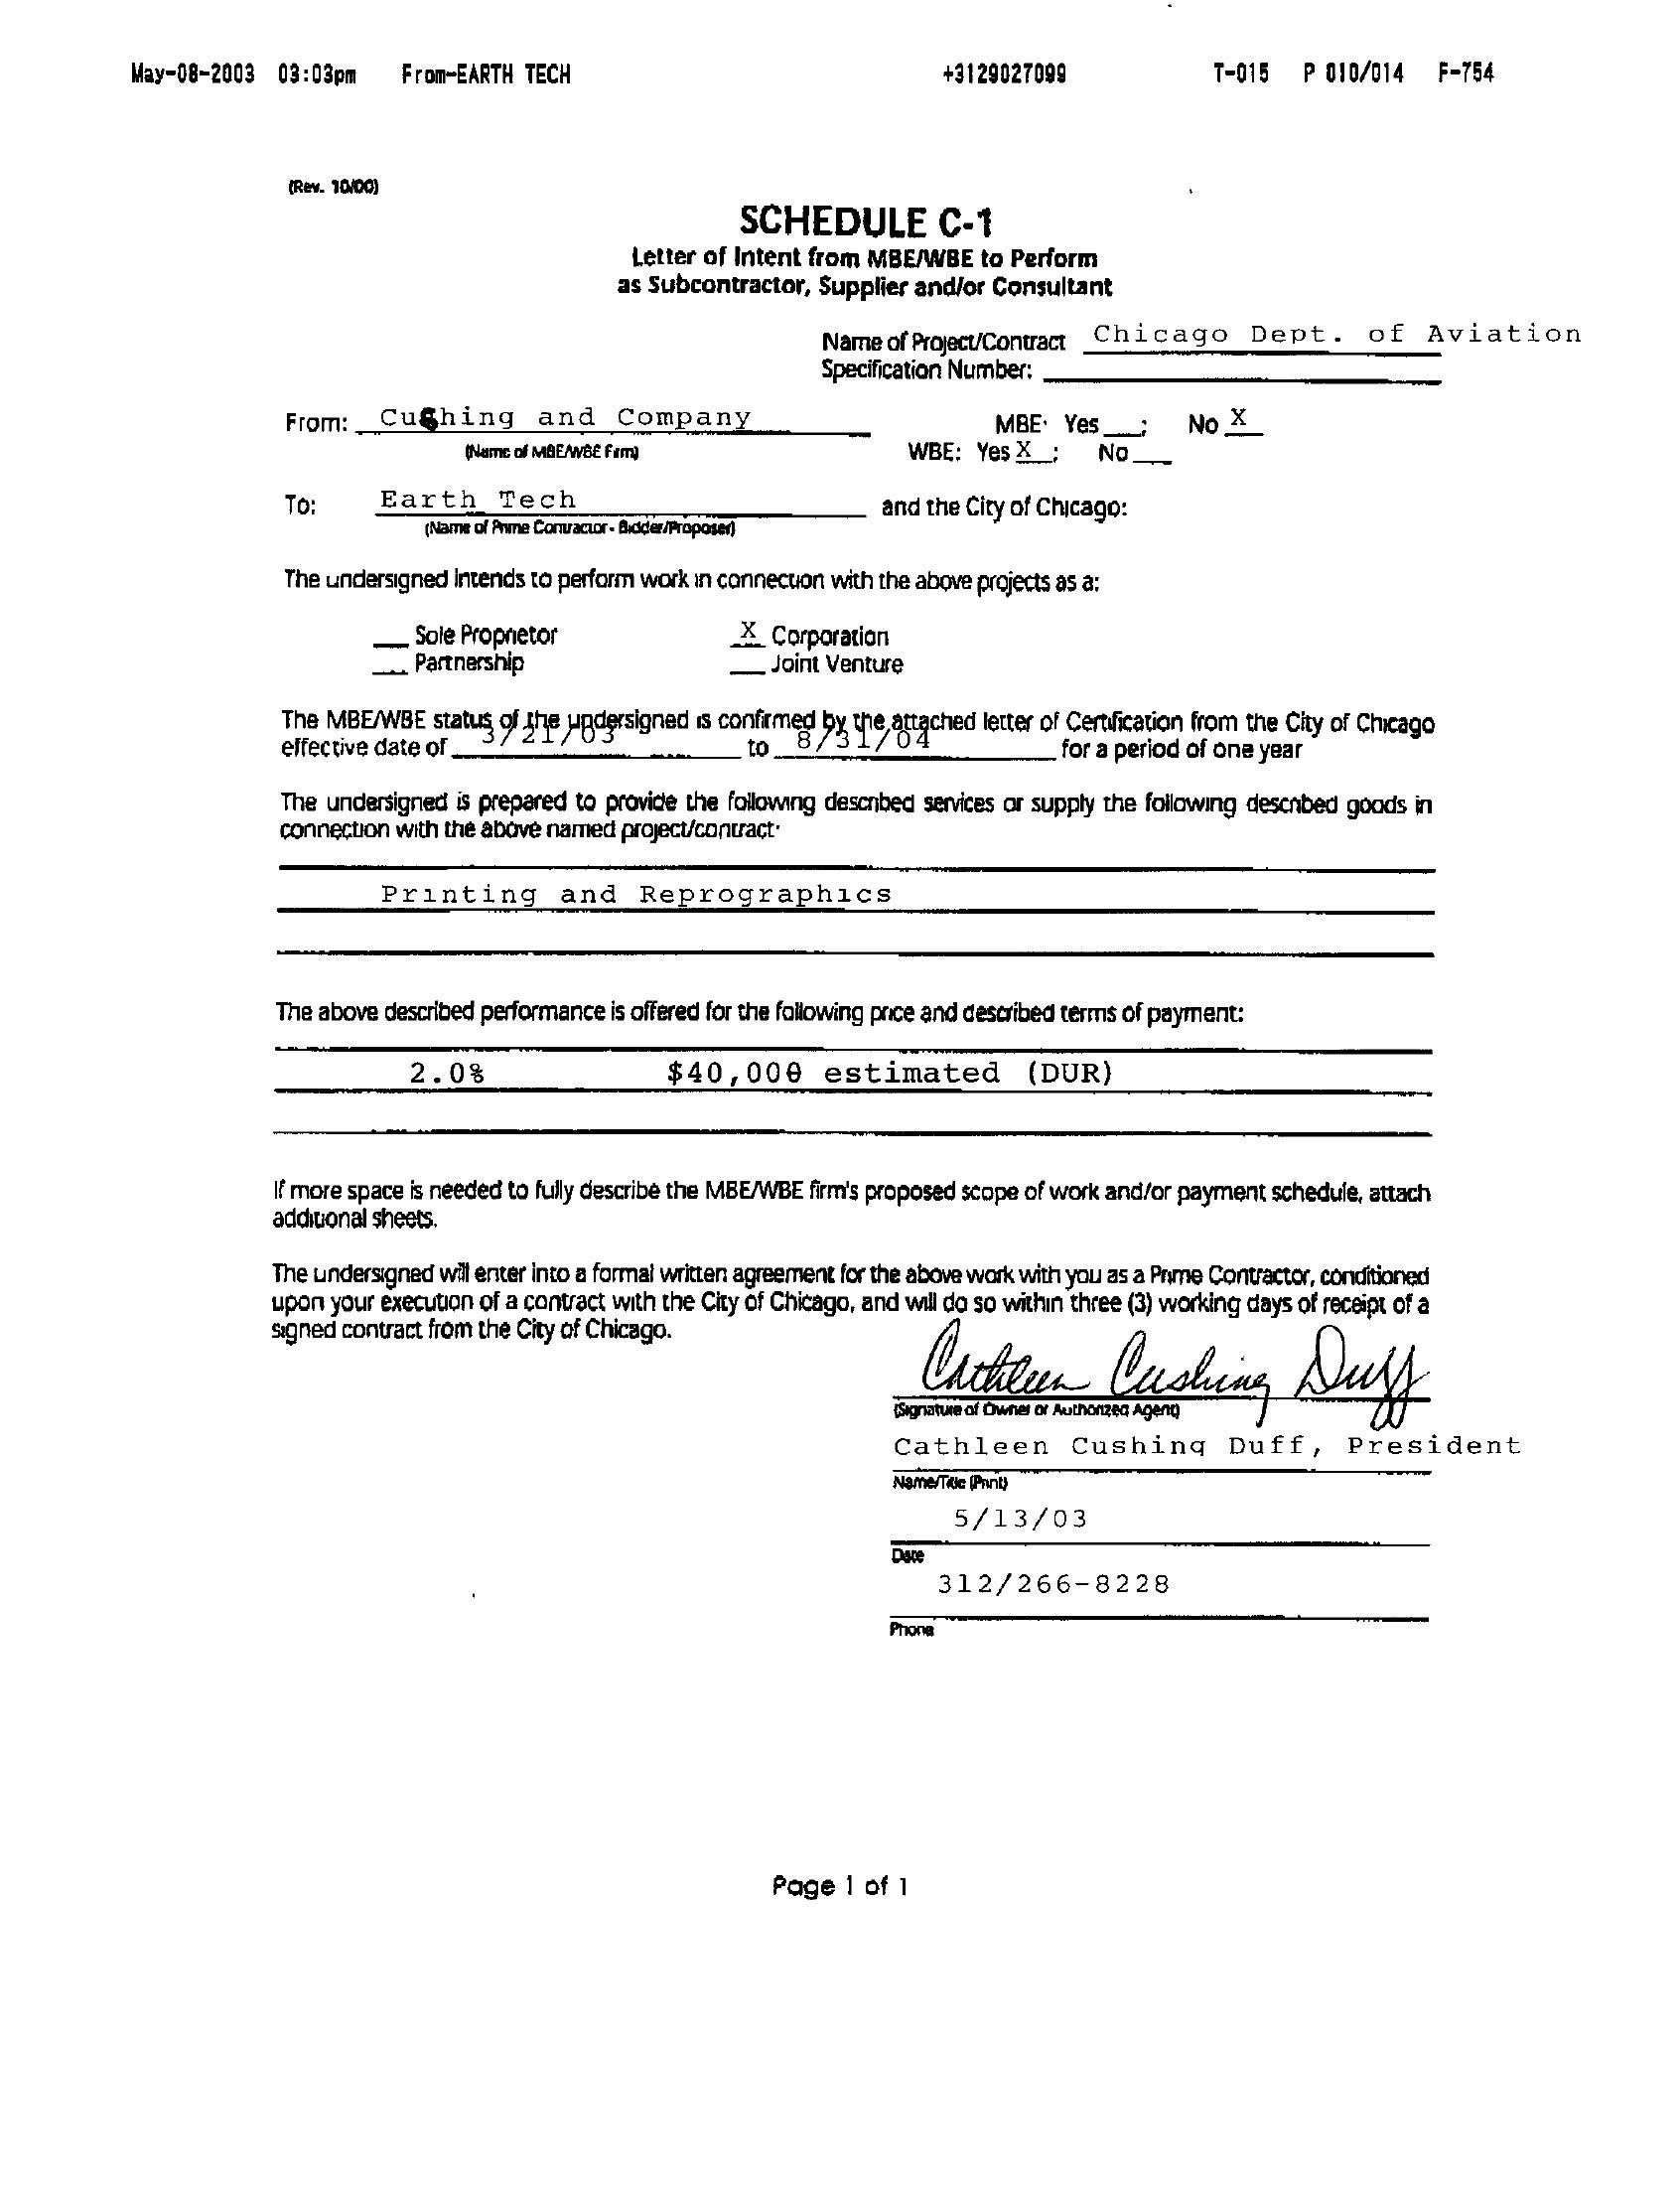 May-08-2003 03:03pm From-EARTH TECH +3129027099 T-015 P 010/014 F-754
(Rev. 10/00)
SCHEDULE C-1
Letter of Intent from MBE/WBE to Perform
as Subcontractor, Supplier and/or Consultant
Name of Project/Contract Chicago Dept. of Aviation
Specification Number:
From: Cushing and Company MBE: Yes ; No X
(Name of MBE/WBE Firm) WBE: Yes X ; No
To: Earth Tech and the City of Chicago:
(Name of Prime Contractor - Bidder/Proposer)
The undersigned intends to perform work in connection with the above projects as a:
Sole Proprietor X Corporation
Partnership Joint Venture
The MBE/WBE status of the undersigned is confirmed by the attached letter of Certification from the City of Chicago
effective date of 3/21/03 to 8/31/04 for a period of one year
The undersigned is prepared to provide the following described services or supply the following described goods in
connection with the above named project/contract:
Printing and Reprographics
The above described performance is offered for the following price and described terms of payment:
2.0% $40,000 estimated (DUR)
If more space is needed to fully describe the MBE/WBE firm's proposed scope of work and/or payment schedule, attach
additional sheets.
The undersigned will enter into a formal written agreement for the above work with you as a Prime Contractor, conditioned
upon your execution of a contract with the City of Chicago, and will do so within three (3) working days of receipt of a
signed contract from the City of Chicago.
Cathleen Cushing Duff
(Signature of Owner or Authorized Agent)
Cathleen Cushing Duff, President
Name/Title (Print)
5/13/03
Date
312/266-8228
Phone
Page 1 of 1